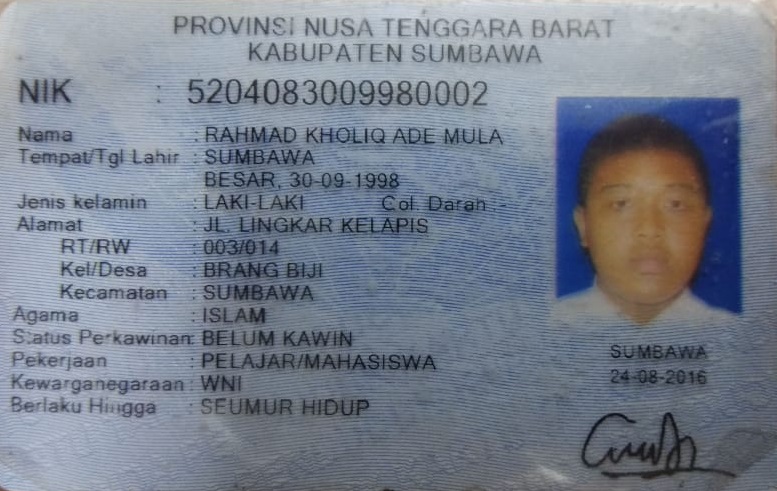 PROVINSI NUSA TENGGARA BARAT
KABUPATEN SUMBAWA
NIK : 5204083009980002
Nama : RAHMAD KHOLIQ ADE MULA
Tempat/Tgl Lahir : SUMBAWA
BESAR, 30-09-1998
Jenis kelamin : LAKI-LAKI Gol. Darah :-
Alamat : JL. LINGKAR KELAPIS
RT/RW : 003/014
Kel/Desa : BRANG BIJI
Kecamatan : SUMBAWA
Agama : ISLAM
Status Perkawinan: BELUM KAWIN
Pekerjaan : PELAJAR/MAHASISWA
Kewarganegaraan : WNI
Berlaku Hingga : SEUMUR HIDUP
SUMBAWA
24-08-2016